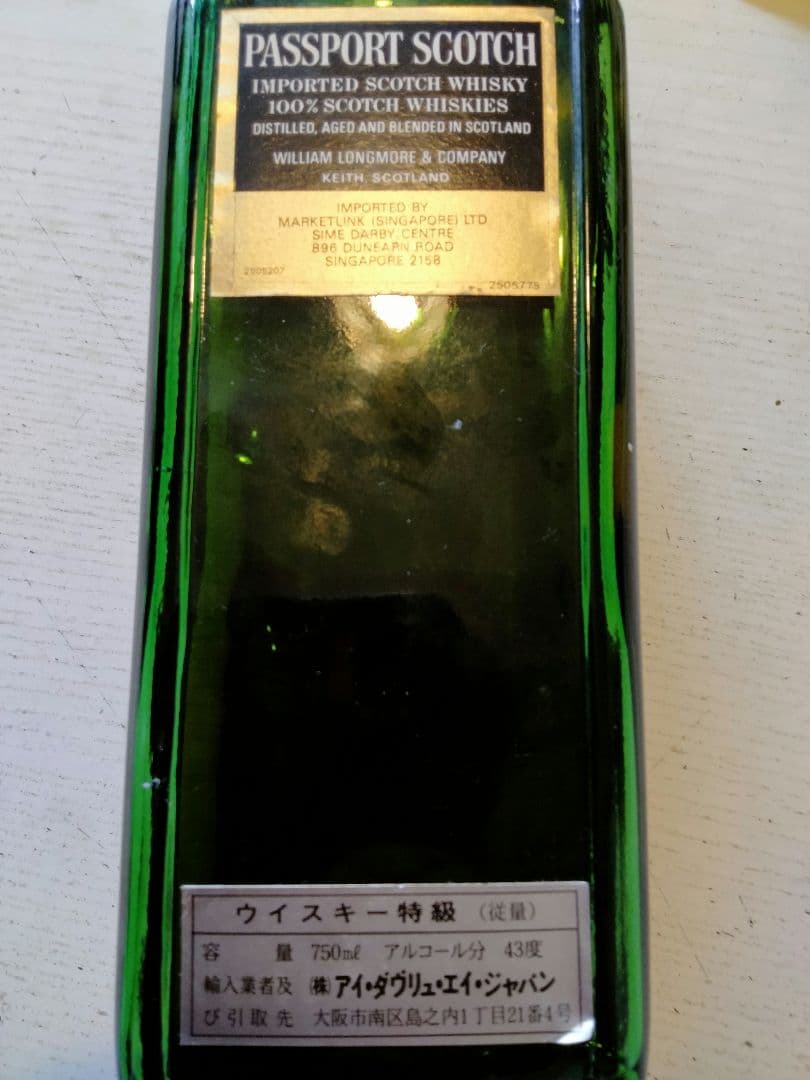 PASSPORT SCOTCH
IMPORTED SCOTCH WHISKY
100% SCOTCH WHISKIES
DISTILLED, AGED AND BLENDED IN SCOTLAND
WILLIAM LONGMORE & COMPANY
KEITH, SCOTLAND
IMPORTED BY
MARKETLINK (SINGAPORE) LTD
SIME DARBY CENTRE
896 DUNEARN ROAD
SINGAPORE 2158
2505207
2505775
ウイスキー特級 (従量)
容量 750㎖ アルコール分 43度
輸入業者及 ㈱アイ・ダヴリュ・エイ・ジャパン
び引取先 大阪市南区島之内1丁目21番4号